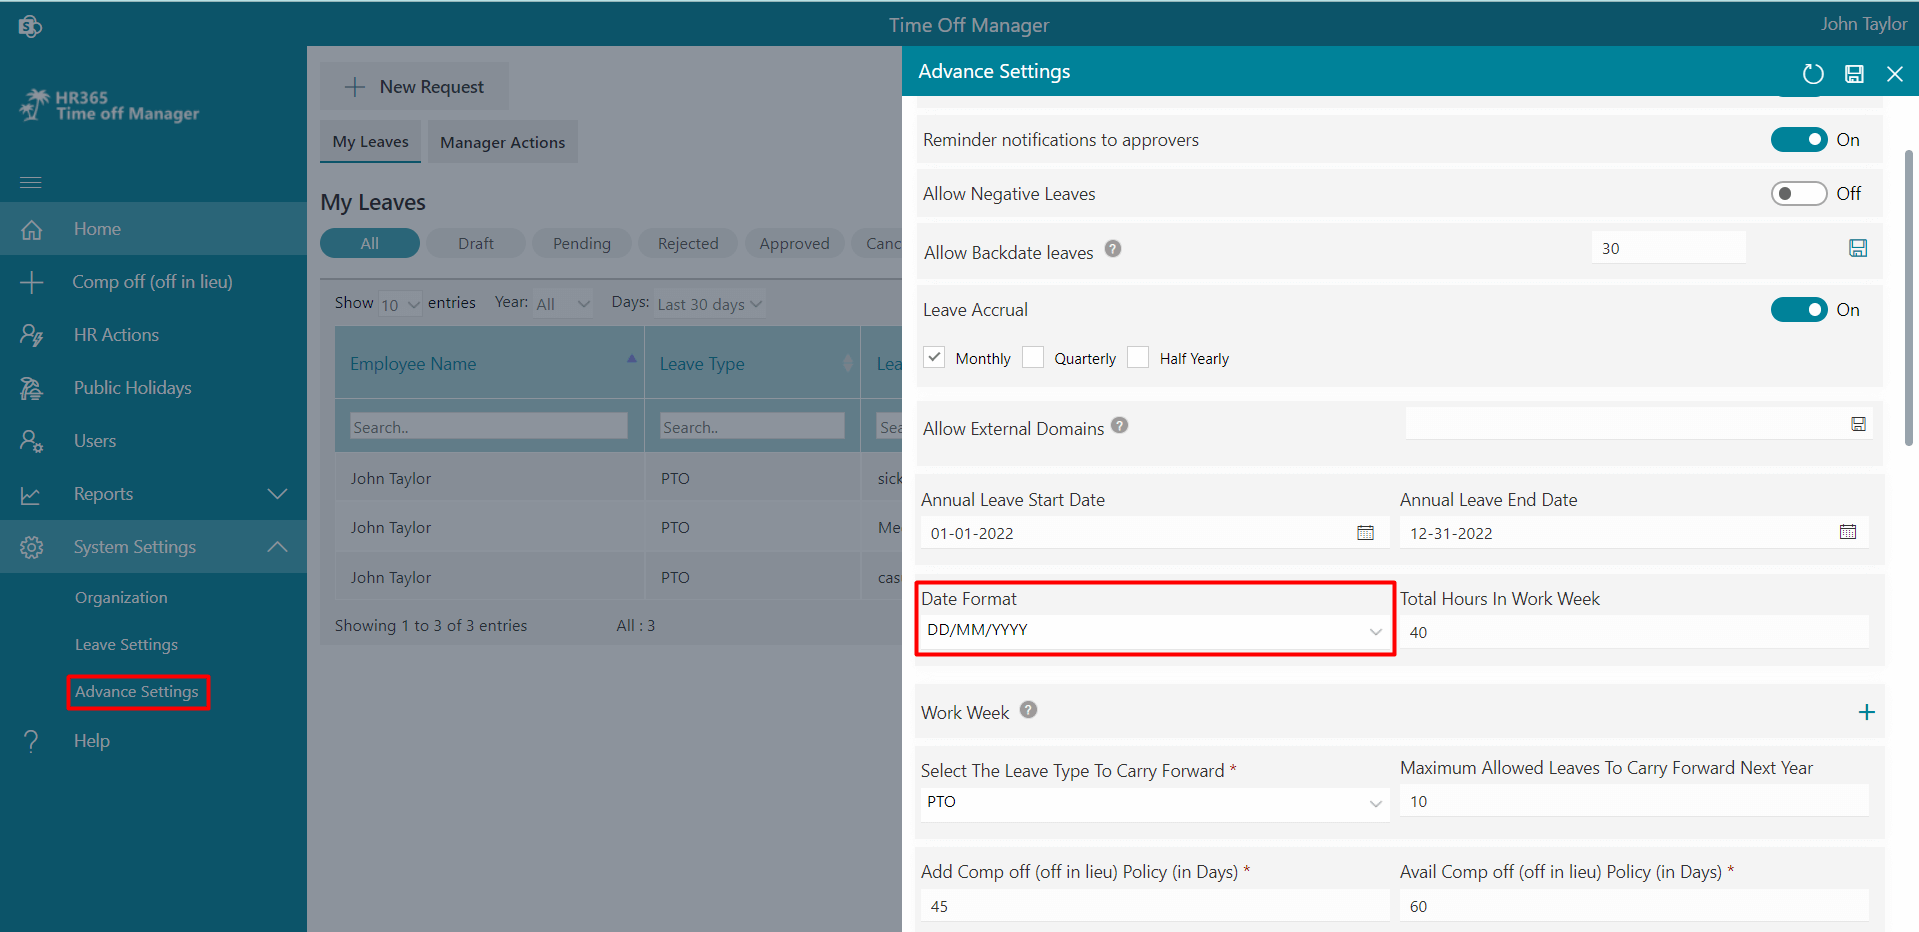 Time Off Manager
John Taylor
HR365
Time off Manager
Home
Comp off (off in lieu)
HR Actions
Public Holidays
Users
Reports
System Settings
Organization
Leave Settings
Advance Settings
Help
New Request
My Leaves Manager Actions
My Leaves
All Draft Pending Rejected Approved Canc
Show 10 entries Year: All Days: Last 30 days
Employee Name Leave Type Lea
Search.. Search.. Sea
John Taylor PTO sick
John Taylor PTO Me
John Taylor PTO cas
Showing 1 to 3 of 3 entries All : 3
Advance Settings
Reminder notifications to approvers On
Allow Negative Leaves Off
Allow Backdate leaves ? 30
Leave Accrual On
Monthly Quarterly Half Yearly
Allow External Domains ?
Annual Leave Start Date Annual Leave End Date
01-01-2022 12-31-2022
Date Format Total Hours In Work Week
DD/MM/YYYY 40
Work Week ?
Select The Leave Type To Carry Forward * Maximum Allowed Leaves To Carry Forward Next Year
PTO 10
Add Comp off (off in lieu) Policy (in Days) * Avail Comp off (off in lieu) Policy (in Days) *
45 60